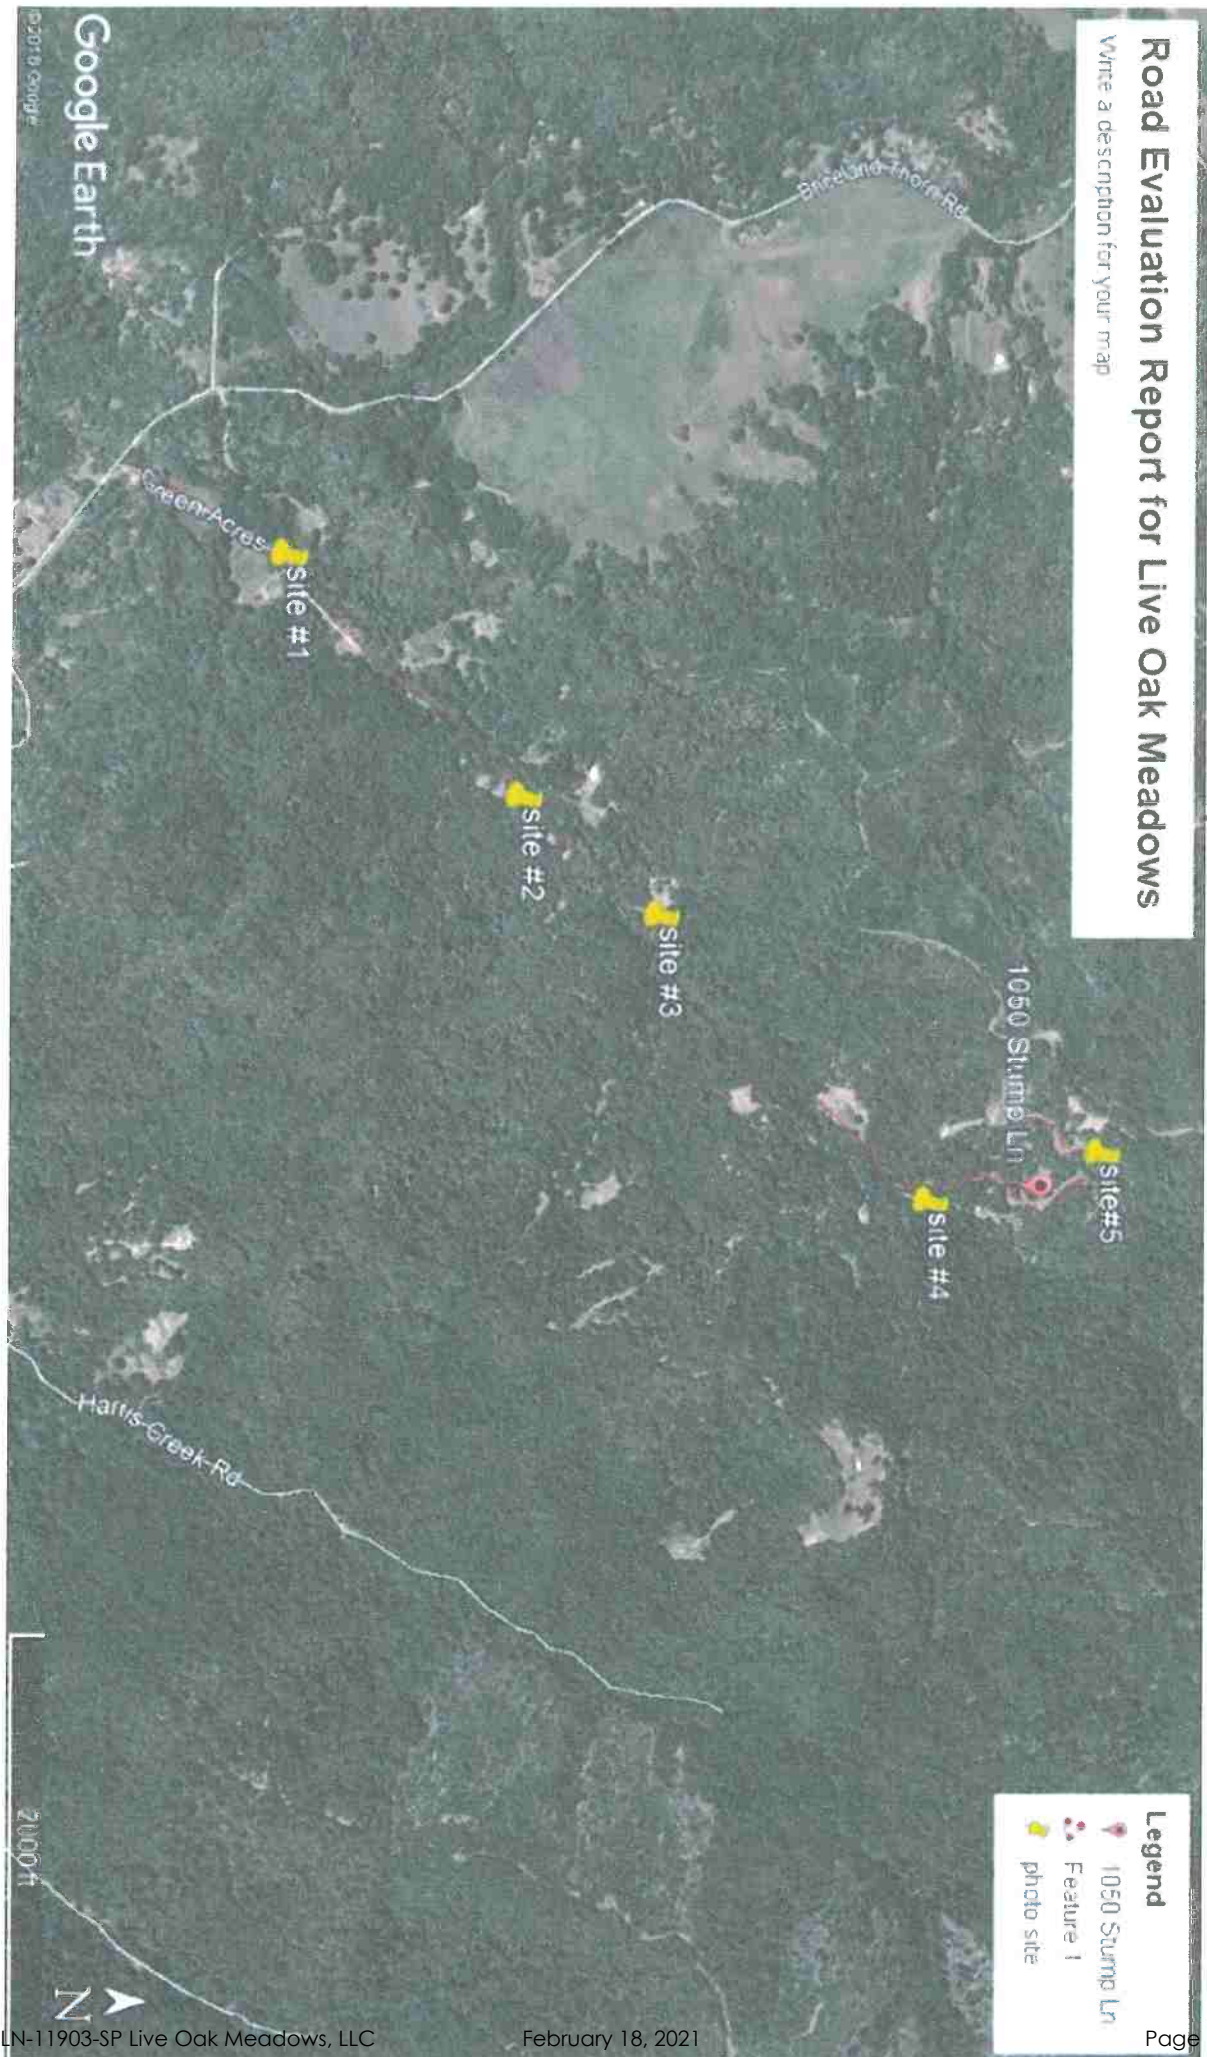 Road Evaluation Report for Live Oak Meadows
Write a description for your map
Legend
1050 Stump Ln
Feature 1
photo site
Briceland-Thorn-Rd
1050 Stump Ln
site#5
site #4
site #3
site #2
site #1
Green-Acres
Harris-Creek-Rd
Google Earth
©2018 Google
2000 ft
N
LN-11903-SP Live Oak Meadows, LLC
February 18, 2021
Page